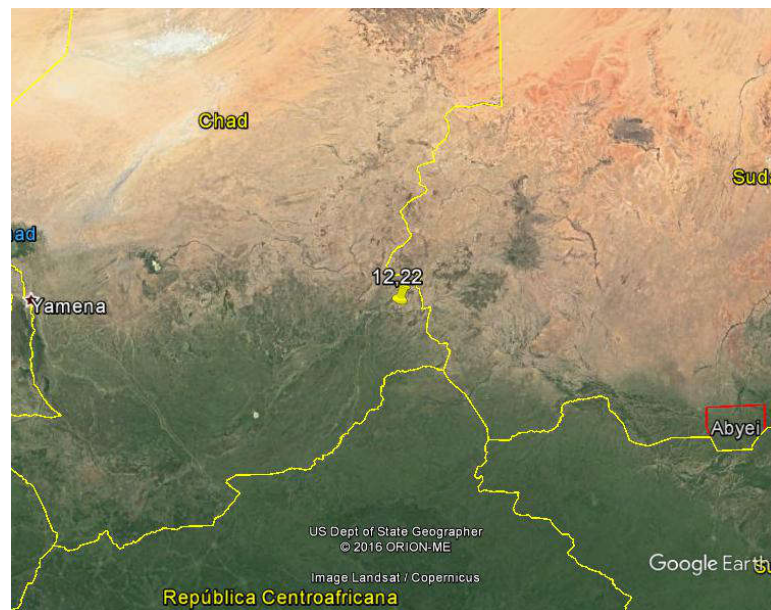 Chad
Suda
ad
12,22
Yamena
Abyei
US Dept of State Geographer
© 2016 ORION-ME
Image Landsat / Copernicus
Google Earth
Su
República Centroafricana